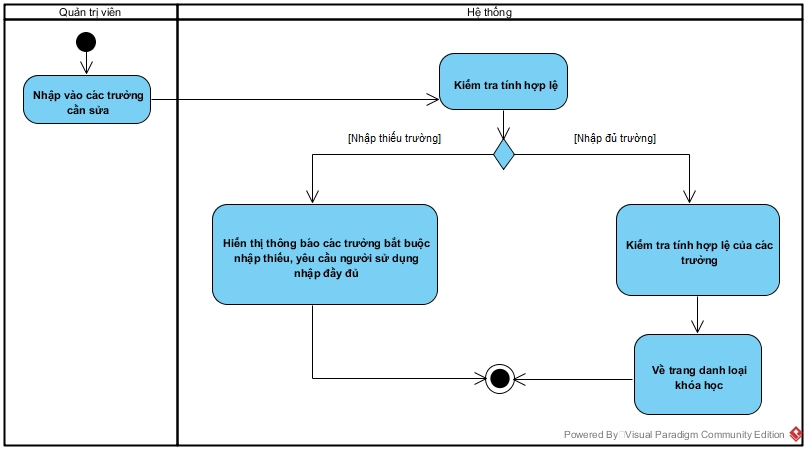 Quản trị viên
Hệ thống
Nhập vào các trường
cần sửa
Kiểm tra tính hợp lệ
[Nhập thiếu trường]
[Nhập đủ trường]
Hiển thị thông báo các trường bắt buộc
nhập thiếu, yêu cầu người sử dụng
nhập đầy đủ
Kiểm tra tính hợp lệ của các
trường
Về trang danh loại
khóa học
Powered By Visual Paradigm Community Edition